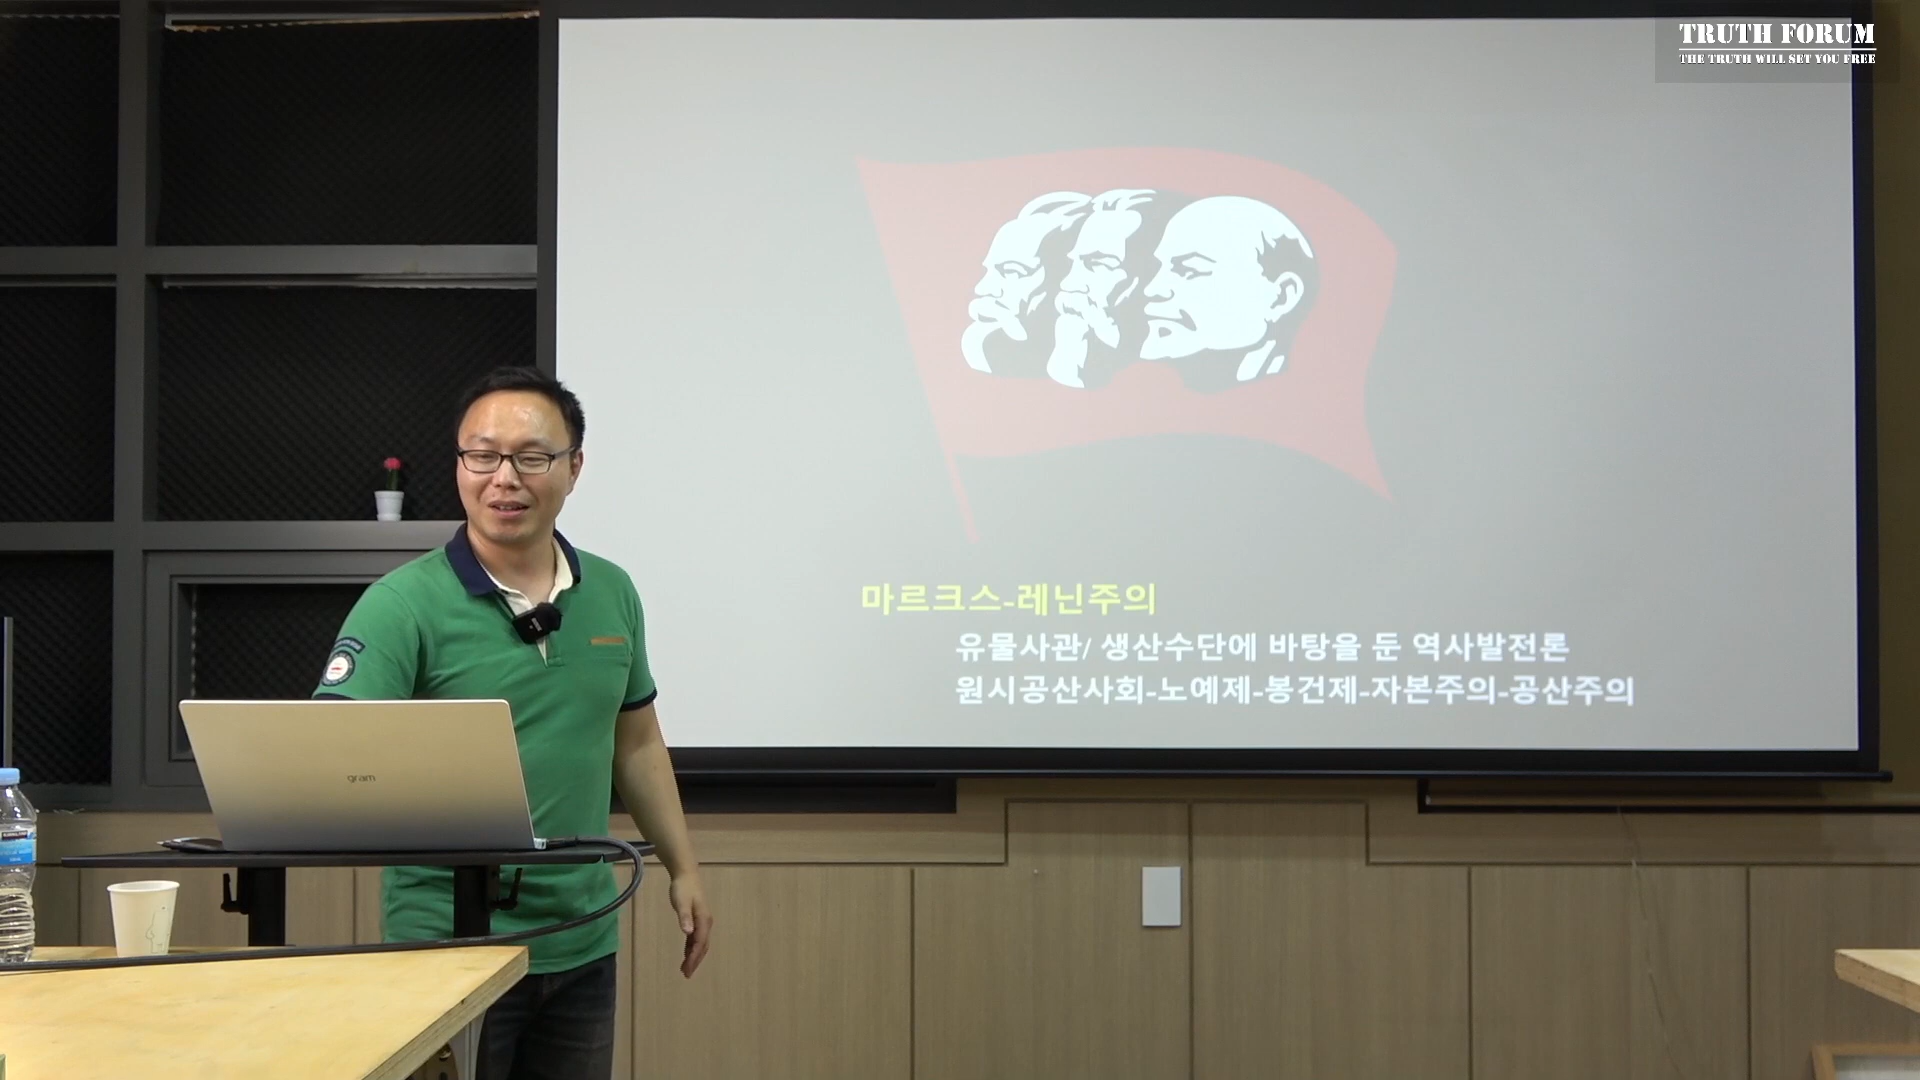 TRUTH FORUM
THE TRUTH WILL SET YOU FREE
마르크스-레닌주의
유물사관/ 생산수단에 바탕을 둔 역사발전론
원시공산사회-노예제-봉건제-자본주의-공산주의
gram